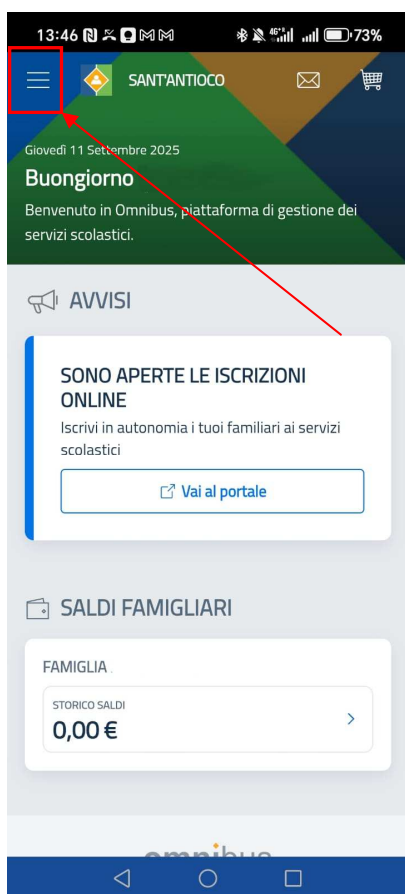 13:46
73%
SANT'ANTIOCO
Giovedì 11 Settembre 2025
Buongiorno
Benvenuto in Omnibus, piattaforma di gestione dei
servizi scolastici.
AVVISI
SONO APERTE LE ISCRIZIONI
ONLINE
Iscrivi in autonomia i tuoi familiari ai servizi
scolastici
Vai al portale
SALDI FAMIGLIARI
FAMIGLIA
STORICO SALDI
0,00 €
omnibus